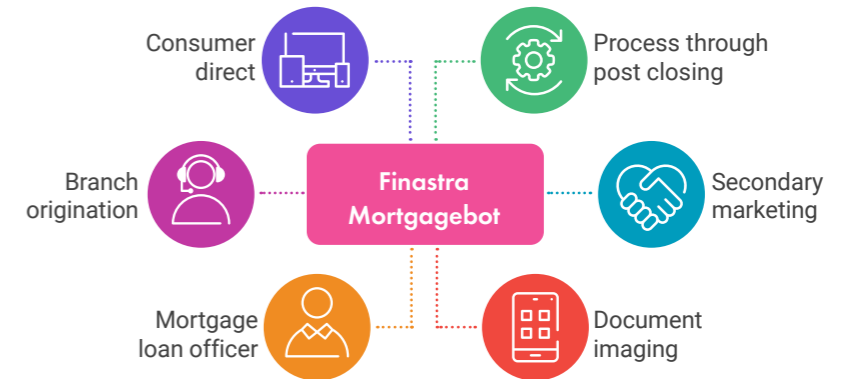 Consumer
direct
Process through
post closing
Branch
origination
Finastra
Mortgagebot
Secondary
marketing
Mortgage
loan officer
Document
imaging